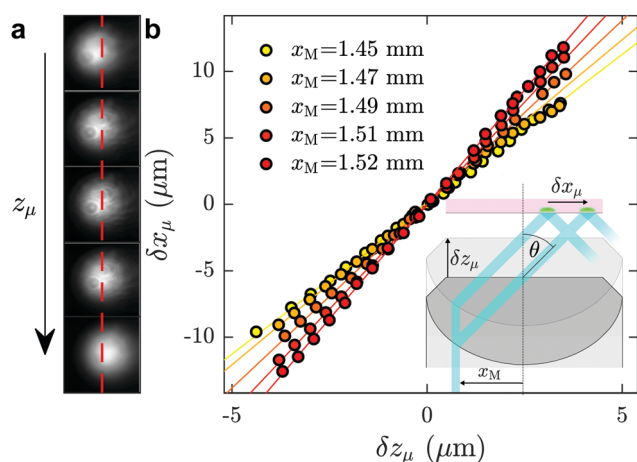 a
b
z_μ
10
5
0
-5
-10
δx_μ (μm)
x_M=1.45 mm
x_M=1.47 mm
x_M=1.49 mm
x_M=1.51 mm
x_M=1.52 mm
δx_μ
δz_μ
θ
x_M
-5
0
5
δz_μ (μm)